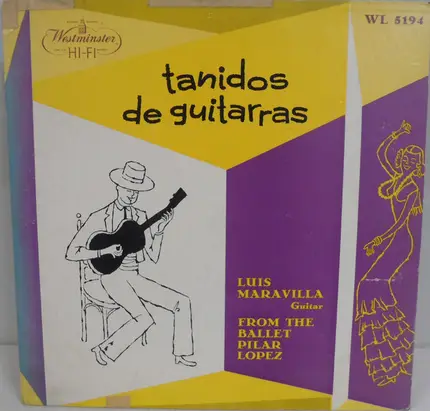 Westminster
HI-FI
WL 5194
tanidos
de guitarras
LUIS
MARAVILLA
Guitar
FROM THE
BALLET
PILAR
LOPEZ